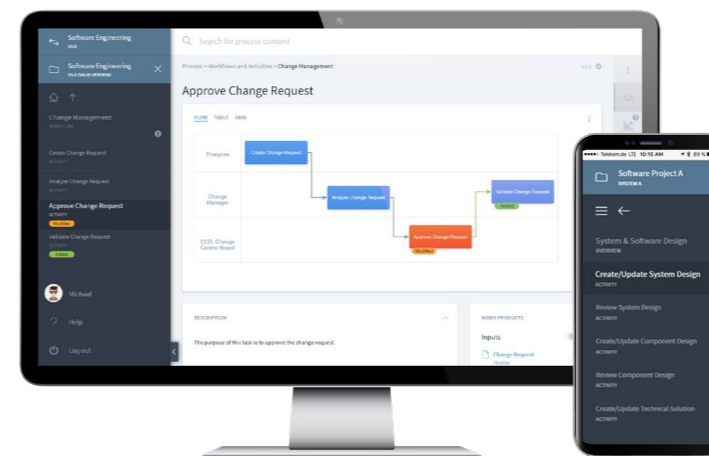 Software Engineering
V5.0
Software Engineering
Search for process content
Process > Workflows and Activities > Change Management
Approve Change Request
FLOW TABLE GRID
Change Management
WORKFLOW
Create Change Request
ACTIVITY
Analyze Change Request
ACTIVITY
Approve Change Request
ACTIVITY
Modified
Validate Change Request
ACTIVITY
Added
Michael
? Help
Log out
Everyone
Create Change Request
Change
Manager
Analyze Change Request
Validate Change Request
Added
CCB: Change
Control Board
Approve Change Request
Modified
DESCRIPTION
The purpose of this task is to approve the change request.
WORK PRODUCTS
Inputs
Change Request
Telekom.de LTE 10:15 AM 89 %
Software Project A
SYSTEM A
System & Software Design
OVERVIEW
Create/Update System Design
ACTIVITY
Review System Design
ACTIVITY
Create/Update Component Design
ACTIVITY
Review Component Design
ACTIVITY
Create/Update Technical Solution
ACTIVITY